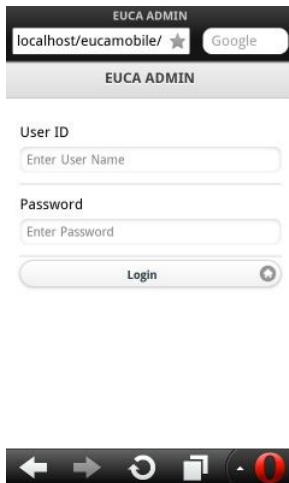 EUCA ADMIN
localhost/eucamobile/ Google
EUCA ADMIN
User ID
Enter User Name
Password
Enter Password
Login